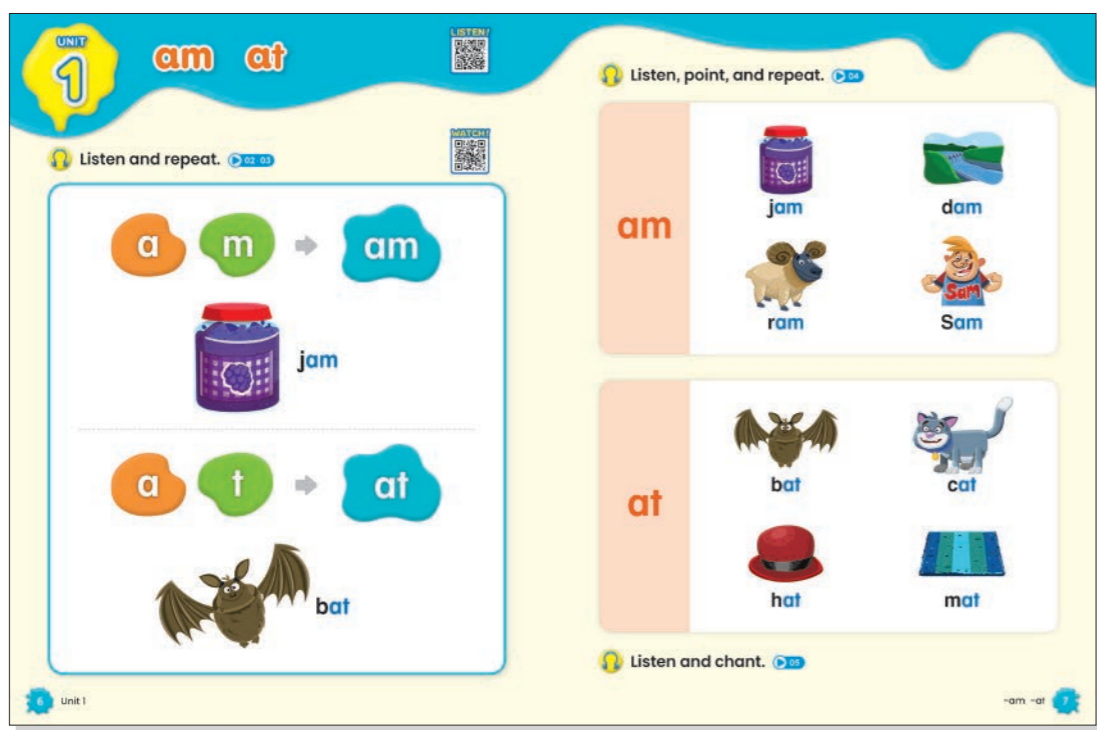 UNIT
1
am at
LISTEN!
WATCH!
Listen and repeat. 02 03
a m am
jam
a t at
bat
6 Unit 1
Listen, point, and repeat. 04
am
jam dam
ram Sam
Sam
at
bat cat
hat mat
Listen and chant. 05
-am -at 7